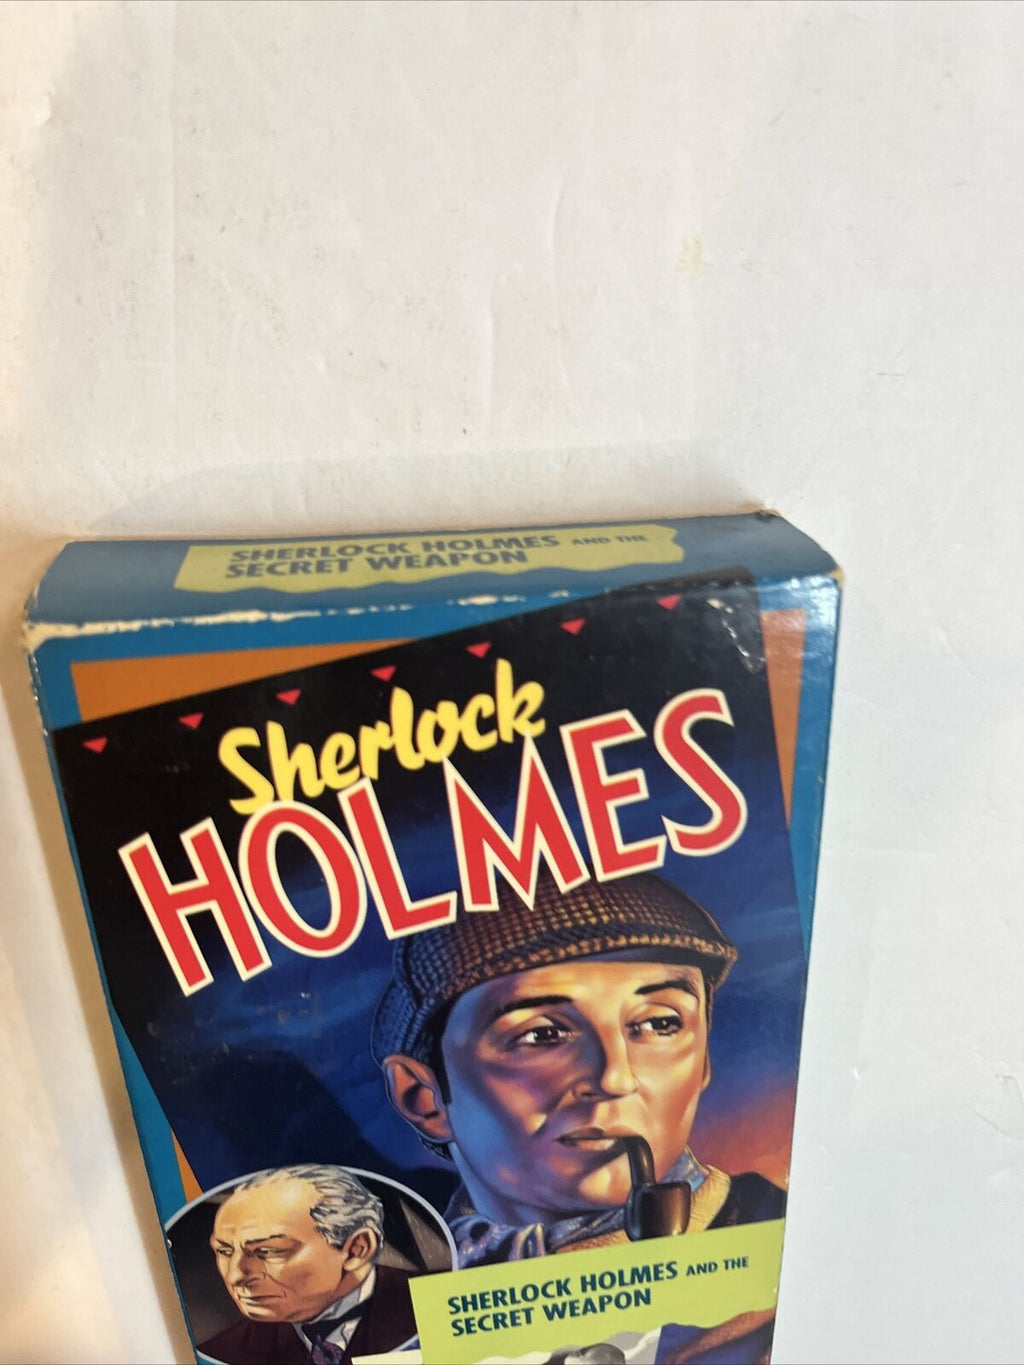 SHERLOCK HOLMES AND THE
SECRET WEAPON
Sherlock
HOLMES
SHERLOCK HOLMES AND THE
SECRET WEAPON